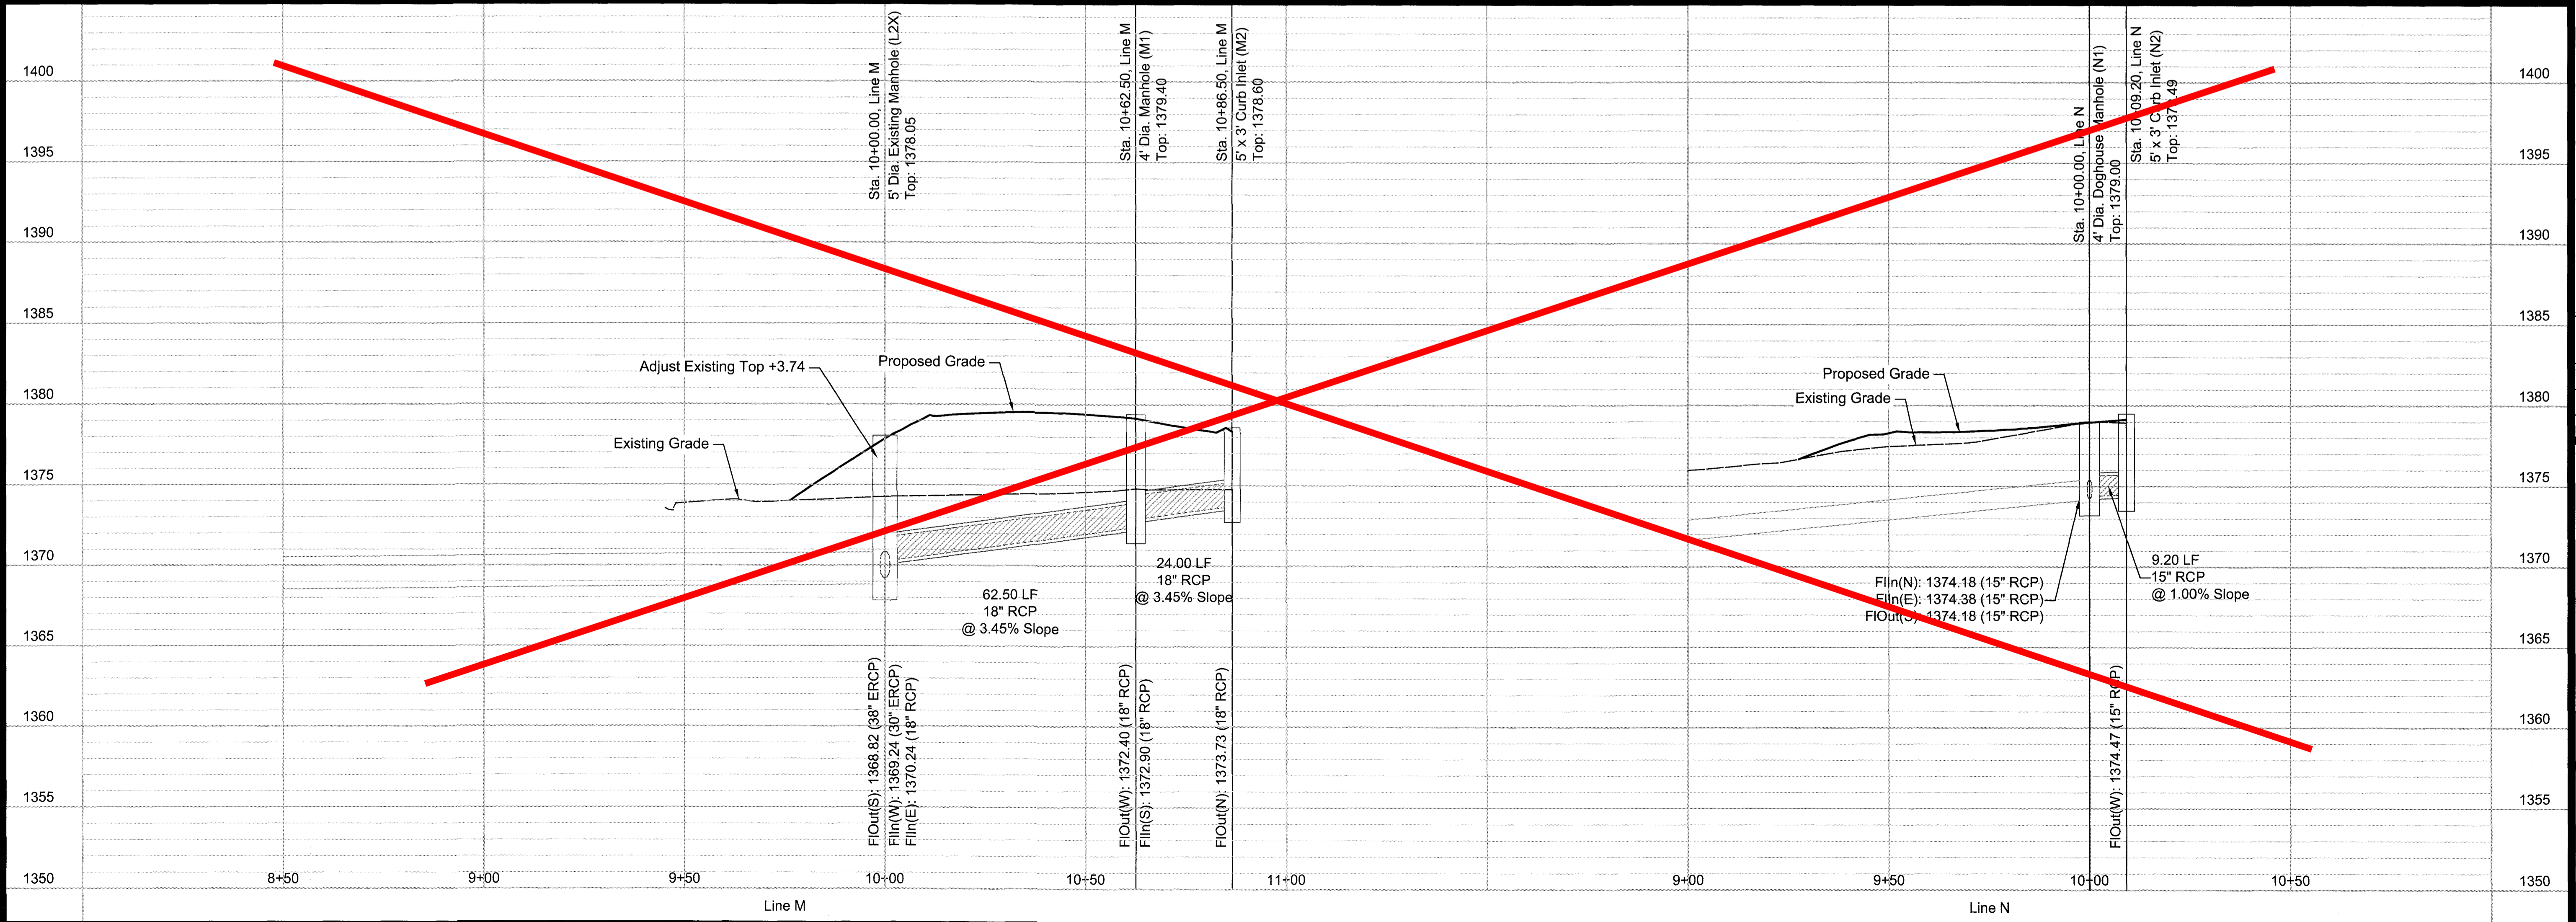 Sta. 10+00.00, Line M
5' Dia. Existing Manhole (L2X)
Top: 1378.05
Sta. 10+62.50, Line M
4' Dia. Manhole (M1)
Top: 1379.40
Sta. 10+86.50, Line M
5' x 3' Curb Inlet (M2)
Top: 1378.60
Sta. 10+00.00, Line N
4' Dia. Doghouse Manhole (N1)
Top: 1379.00
Sta. 10+09.20, Line N
5' x 3' Curb Inlet (N2)
Top: 1379.49
1400
1395
1390
1385
1380
1375
1370
1365
1360
1355
1350
Adjust Existing Top +3.74
Proposed Grade
Existing Grade
62.50 LF
18" RCP
@ 3.45% Slope
24.00 LF
18" RCP
@ 3.45% Slope
FlOut(S): 1368.82 (38" ERCP)
FlIn(W): 1369.24 (30" ERCP)
FlIn(E): 1370.24 (18" RCP)
FlOut(W): 1372.40 (18" RCP)
FlIn(S): 1372.90 (18" RCP)
FlOut(N): 1373.73 (18" RCP)
8+50
9+00
9+50
10+00
10+50
11+00
Line M
Proposed Grade
Existing Grade
FlIn(N): 1374.18 (15" RCP)
FlIn(E): 1374.38 (15" RCP)
FlOut(S): 1374.18 (15" RCP)
9.20 LF
15" RCP
@ 1.00% Slope
FlOut(W): 1374.47 (15" RCP)
9+00
9+50
10+00
10+50
Line N
1400
1395
1390
1385
1380
1375
1370
1365
1360
1355
1350